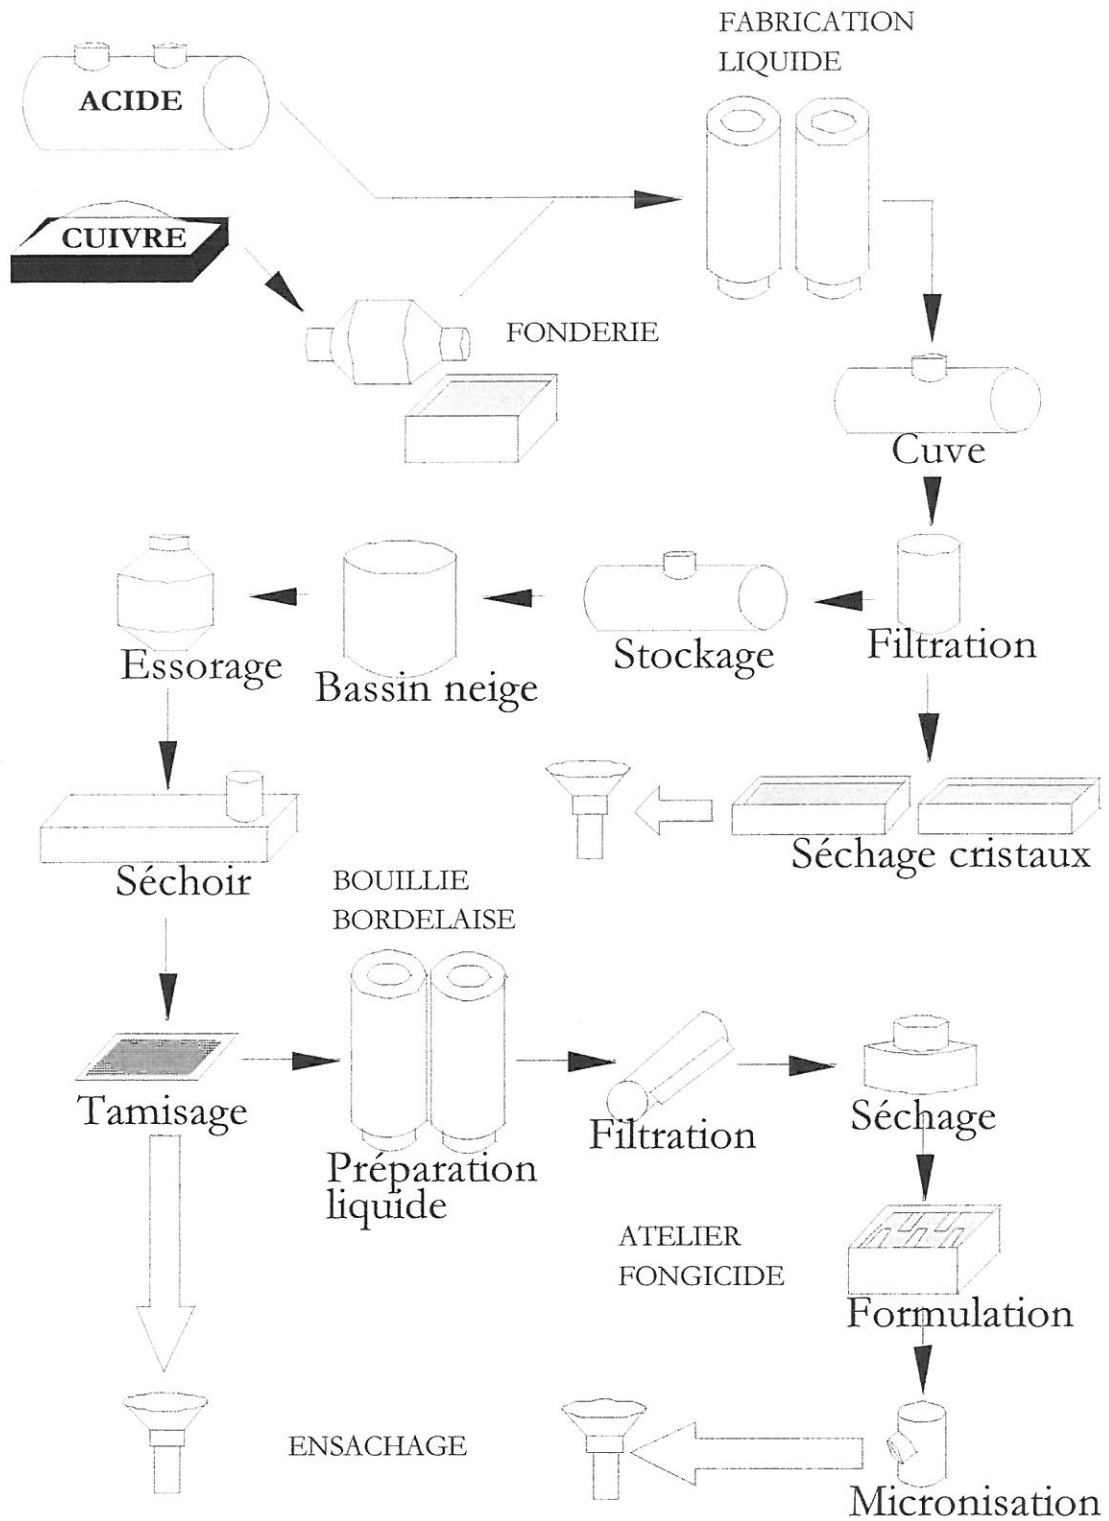 FABRICATION
LIQUIDE
ACIDE
CUIVRE
FONDERIE
Cuve
Essorage
Bassin neige
Stockage
Filtration
Séchage cristaux
Séchoir
BOUILLIE
BORDELAISE
Tamisage
Préparation
liquide
Filtration
Séchage
ATELIER
FONGICIDE
Formulation
ENSACHAGE
Micronisation